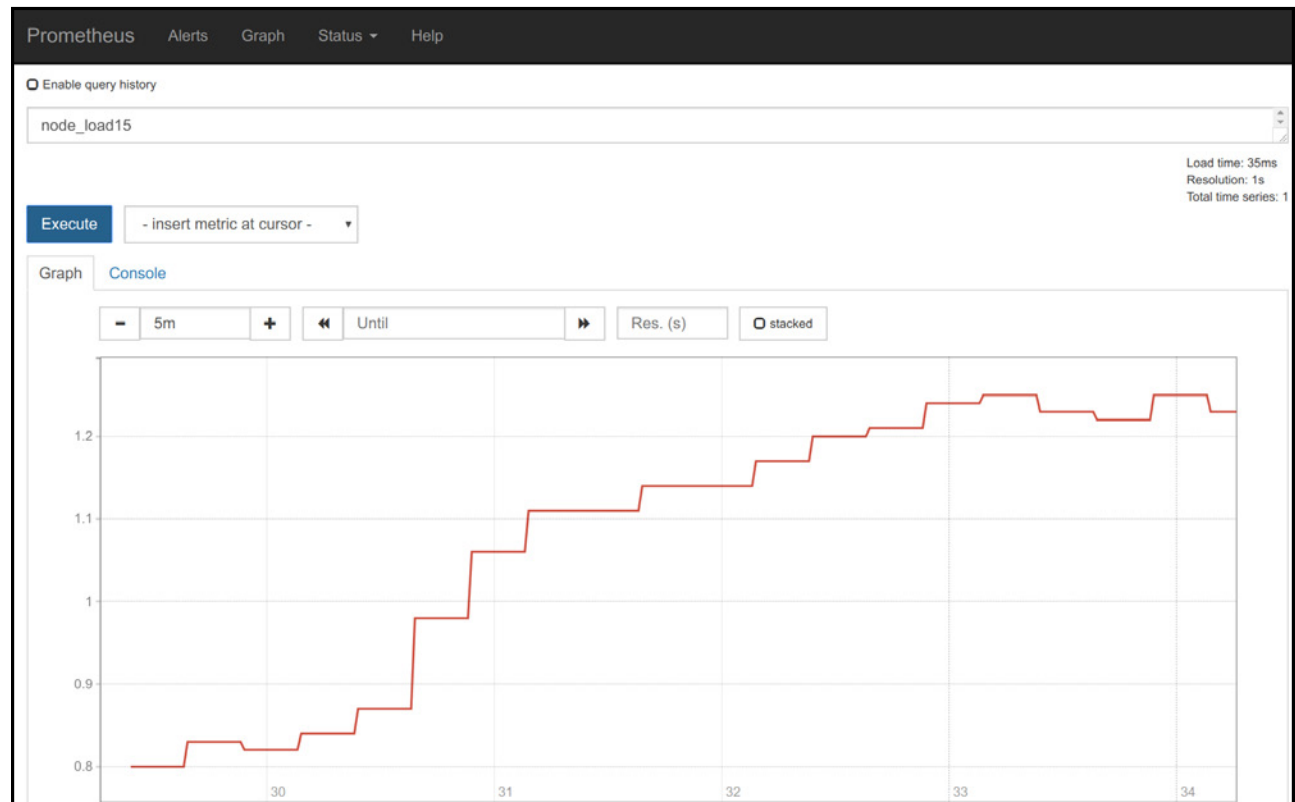 Prometheus Alerts Graph Status Help
Enable query history
node_load15
Load time: 35ms
Resolution: 1s
Total time series: 1
Execute - insert metric at cursor -
Graph Console
5m Until Res. (s) stacked
1.2
1.1
1
0.9
0.8
30 31 32 33 34